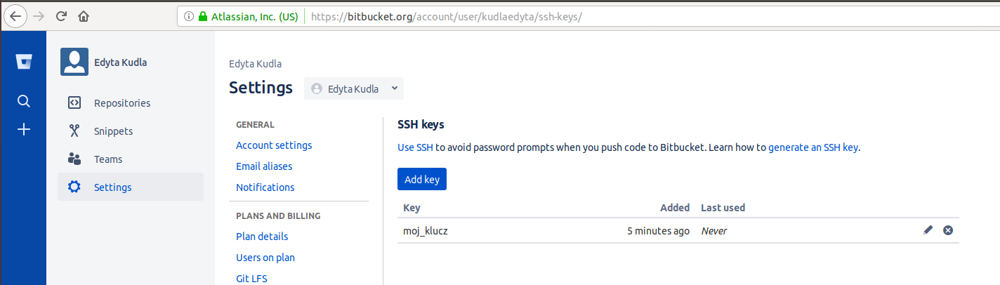 Atlassian, Inc. (US) https://bitbucket.org/account/user/kudlaedyta/ssh-keys/
Edyta Kudla
Repositories
Snippets
Teams
Settings
Edyta Kudla
Settings Edyta Kudla
GENERAL
Account settings
Email aliases
Notifications
PLANS AND BILLING
Plan details
Users on plan
Git LFS
SSH keys
Use SSH to avoid password prompts when you push code to Bitbucket. Learn how to generate an SSH key.
Add key
Key Added Last used
moj_klucz 5 minutes ago Never